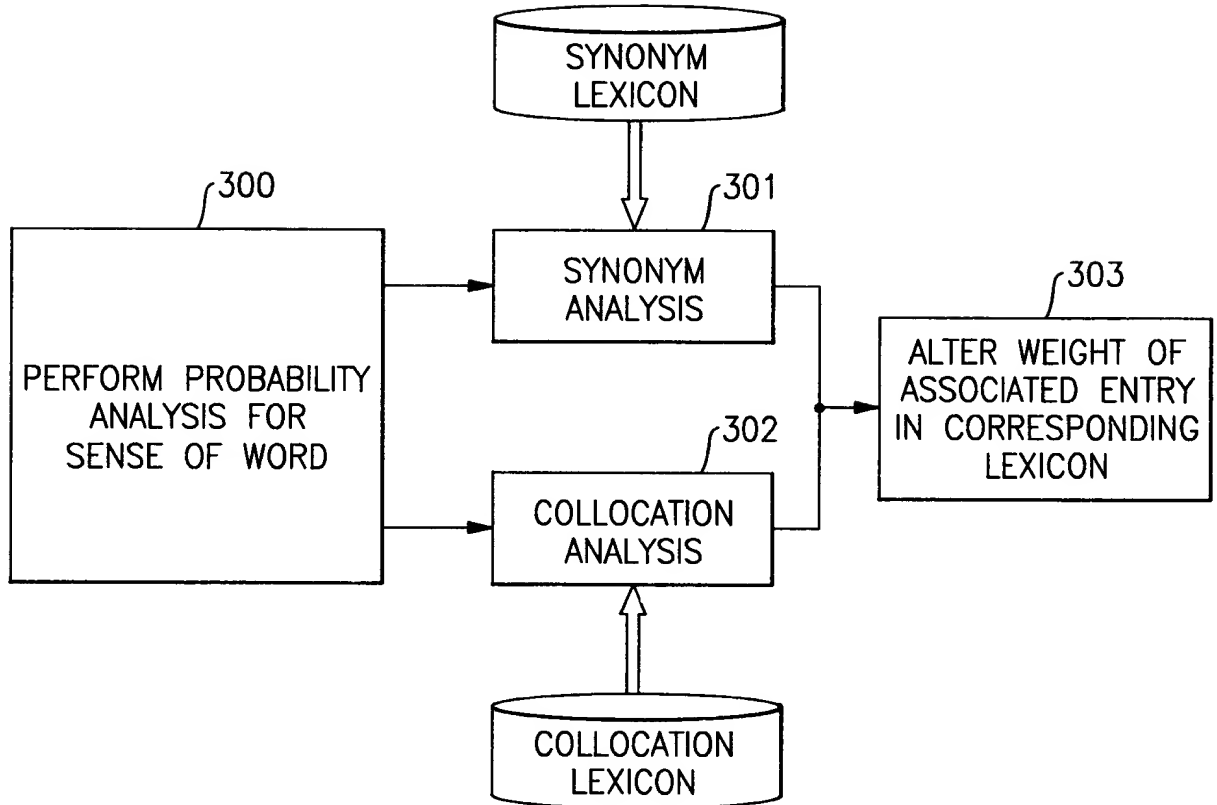 SYNONYM
LEXICON
300
PERFORM PROBABILITY
ANALYSIS FOR
SENSE OF WORD
301
SYNONYM
ANALYSIS
302
COLLOCATION
ANALYSIS
303
ALTER WEIGHT OF
ASSOCIATED ENTRY
IN CORRESPONDING
LEXICON
COLLOCATION
LEXICON